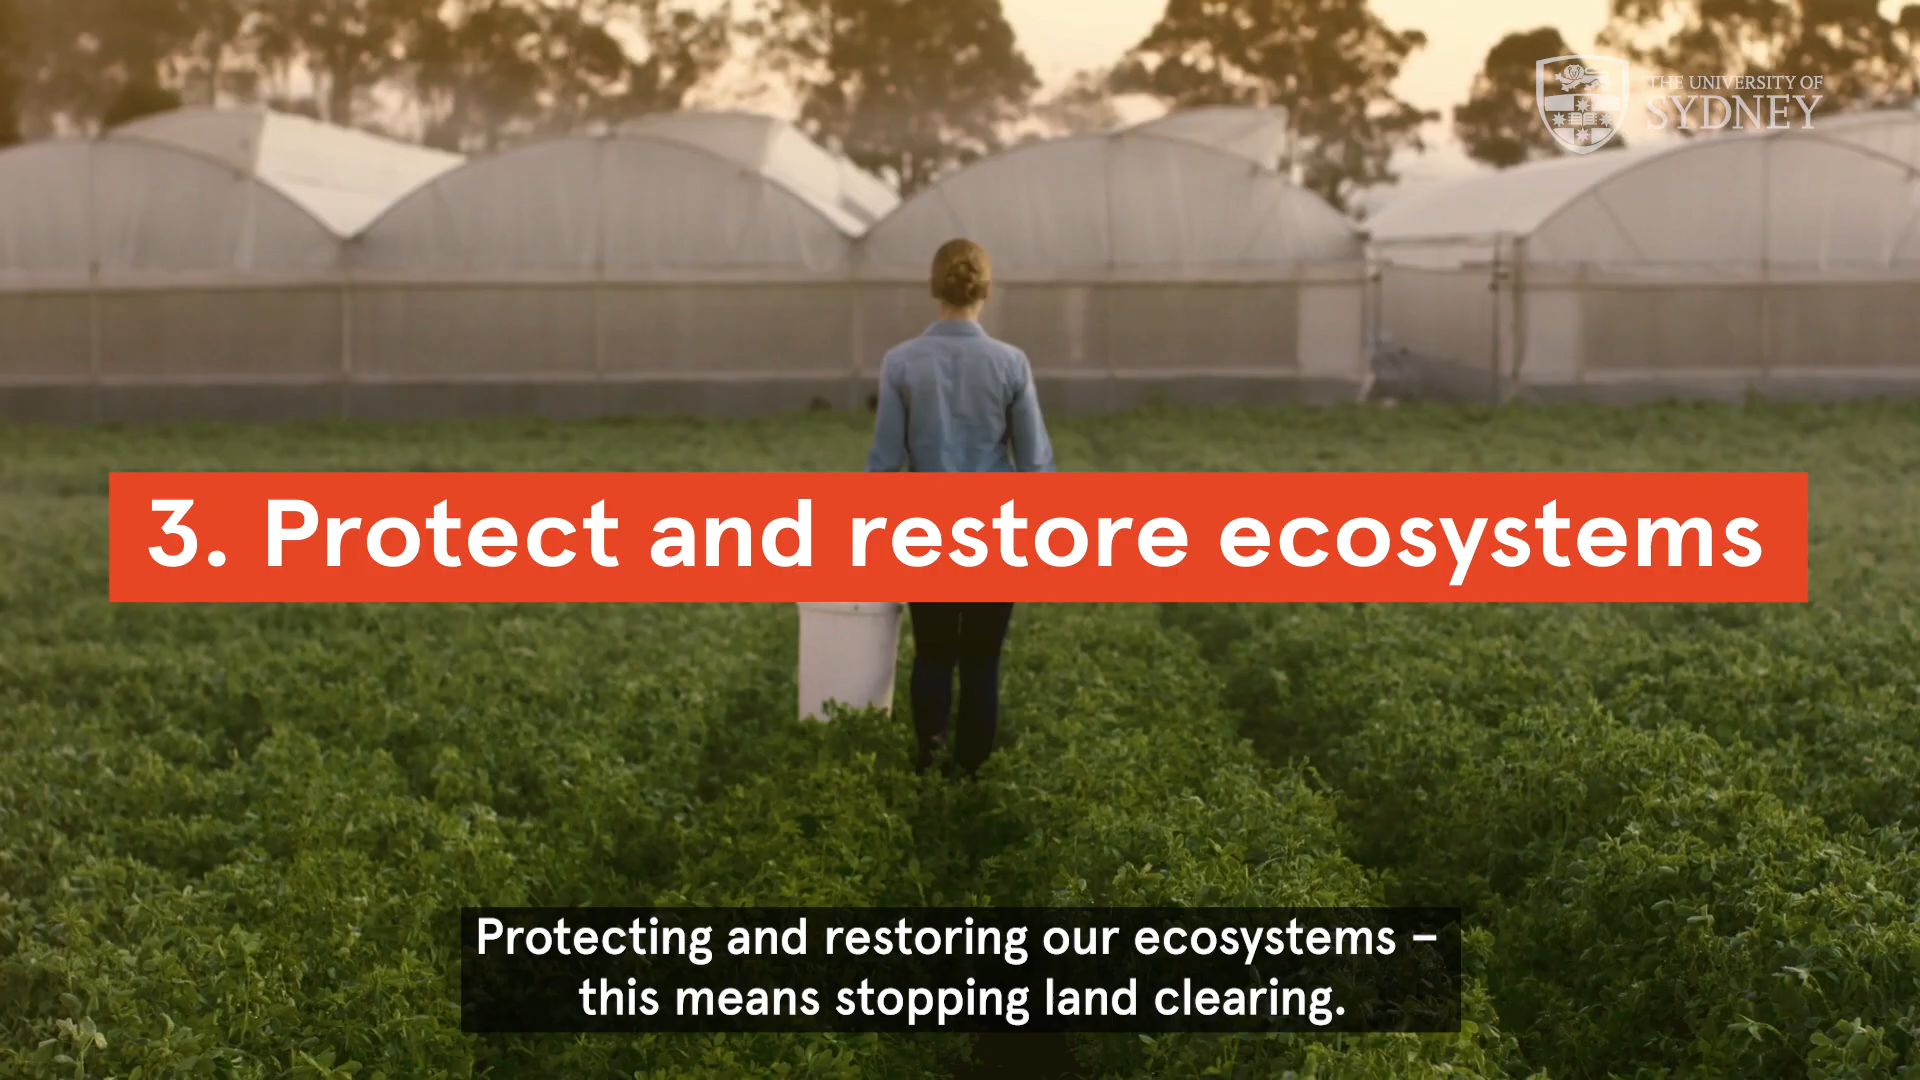 THE UNIVERSITY OF
SYDNEY
3. Protect and restore ecosystems
Protecting and restoring our ecosystems –
this means stopping land clearing.